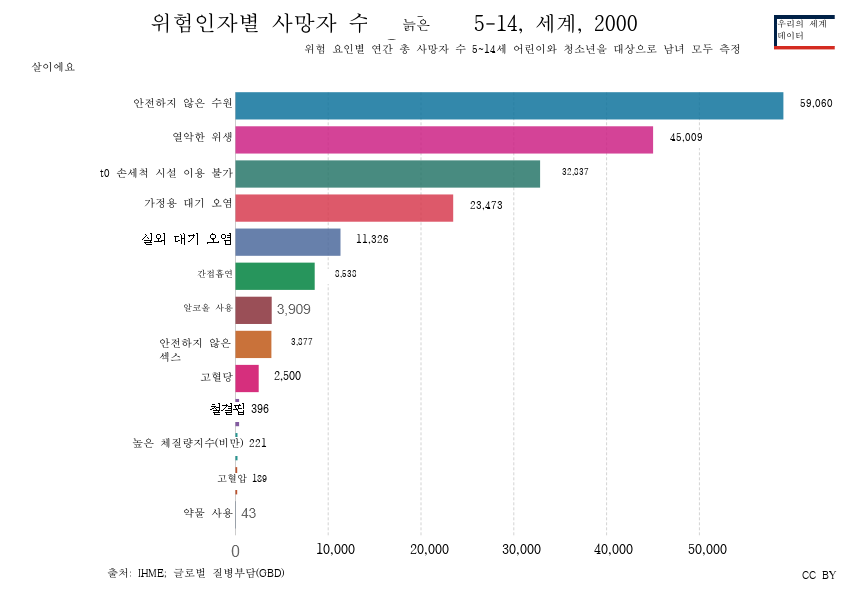 위험인자별 사망자 수 늙은 5-14, 세계, 2000
우리의 세계
데이터
위험 요인별 연간 총 사망자 수 5~14세 어린이와 청소년을 대상으로 남녀 모두 측정
살이에요
안전하지 않은 수원 59,060
열악한 위생 45,009
t0 손세척 시설 이용 불가 32,837
가정용 대기 오염 23,473
실외 대기 오염 11,326
간접흡연 8,538
알코올 사용 3,909
안전하지 않은 3,877
섹스
고혈당 2,500
철결핍 396
높은 체질량지수(비만) 221
고혈압 189
약물 사용 43
0 10,000 20,000 30,000 40,000 50,000
출처: IHME; 글로벌 질병부담(GBD)
CC BY